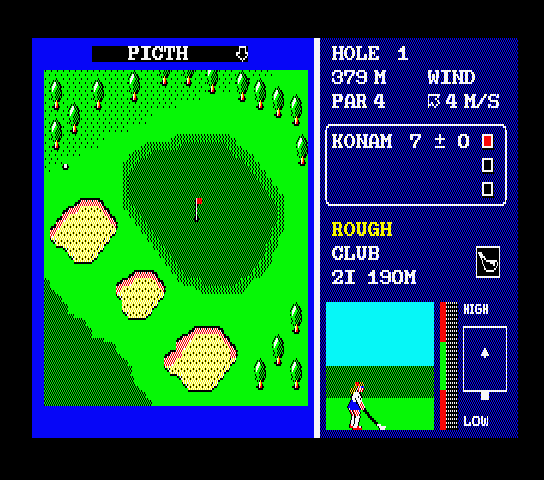 PICTH
HOLE 1
379 M WIND
PAR 4 4 M/S
KONAM 7 ± 0
ROUGH
CLUB
2I 190M
HIGH
LOW